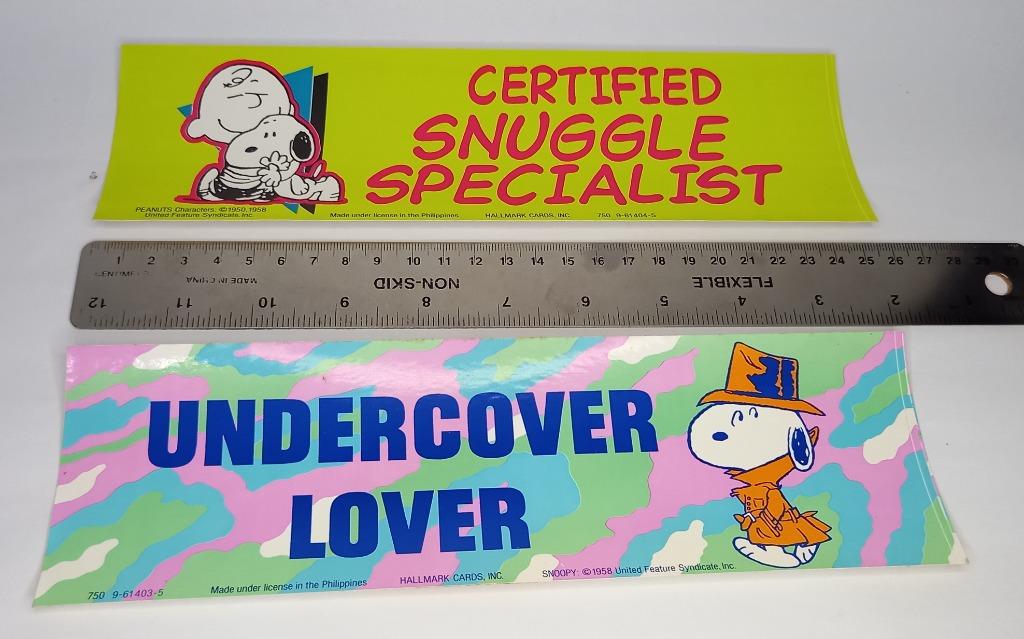 CERTIFIED
SNUGGLE
SPECIALIST
PEANUTS Characters: ©1950, 1958
United Feature Syndicate, Inc.
Made under license in the Philippines HALLMARK CARDS, INC. 750 9-61404-5
1 2 3 4 5 6 7 8 9 10 11 12 13 14 15 16 17 18 19 20 21 22 23 24 25 26 27 28 29 30
MADE IN CHINA NON-SKID FLEXIBLE
12 11 10 9 8 7 6 5 4 3 2 1
UNDERCOVER
LOVER
750 9-61403-5 Made under license in the Philippines HALLMARK CARDS, INC. SNOOPY: ©1958 United Feature Syndicate, Inc.